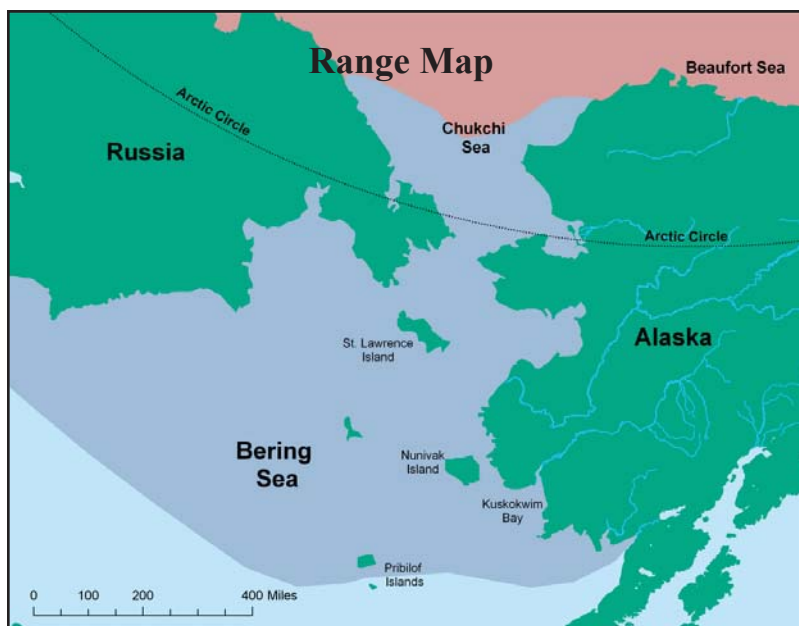 Range Map
Beaufort Sea
Arctic Circle
Chukchi
Sea
Russia
Arctic Circle
St. Lawrence
Island
Alaska
Bering
Sea
Nunivak
Island
Kuskokwim
Bay
Pribilof
Islands
0 100 200 400 Miles